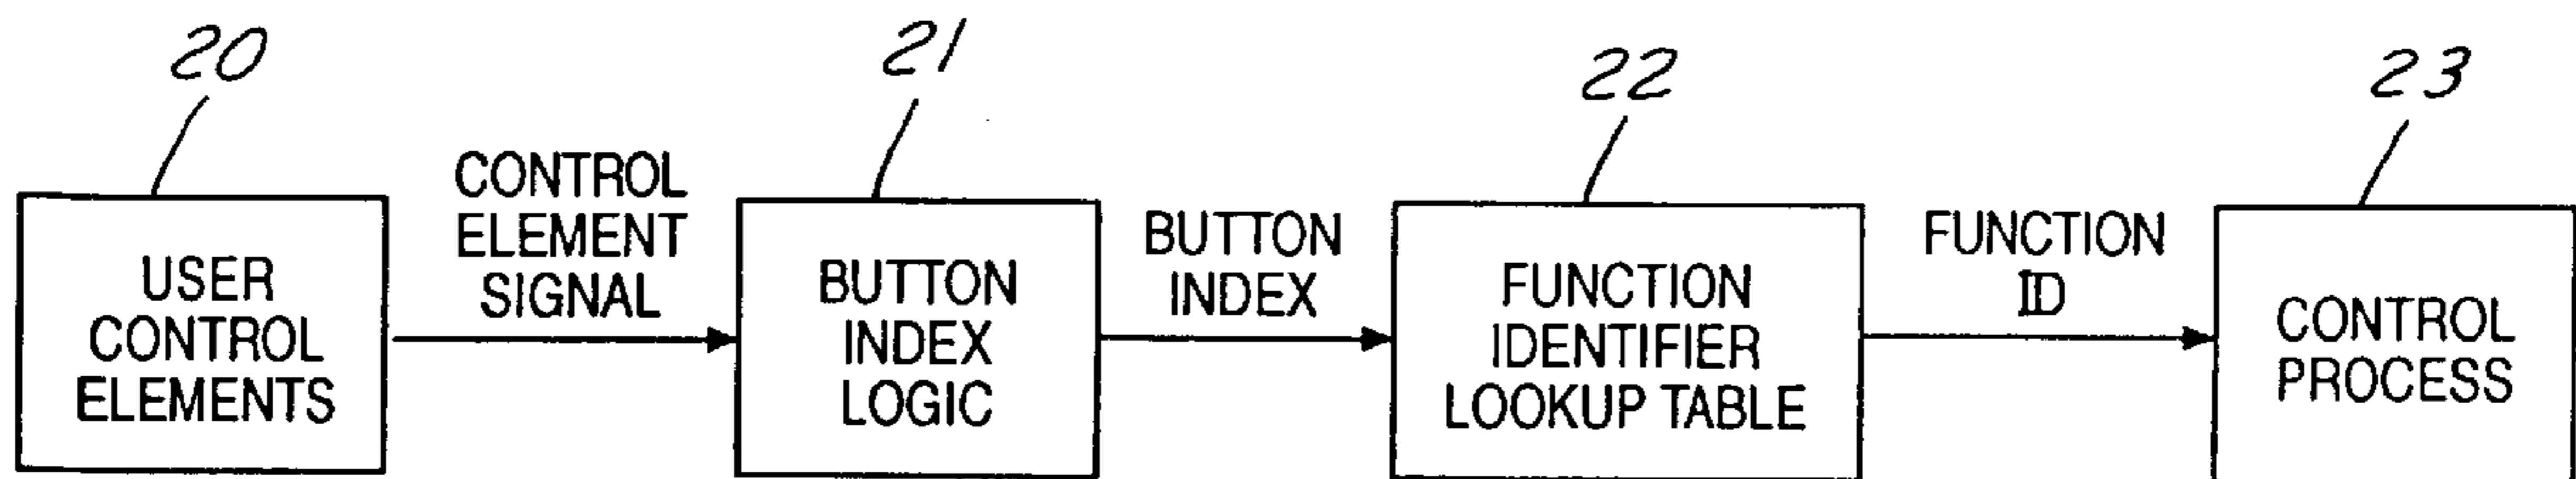 20
21
22
23
USER
CONTROL
ELEMENTS
CONTROL
ELEMENT
SIGNAL
BUTTON
INDEX
LOGIC
BUTTON
INDEX
FUNCTION
IDENTIFIER
LOOKUP TABLE
FUNCTION
ID
CONTROL
PROCESS